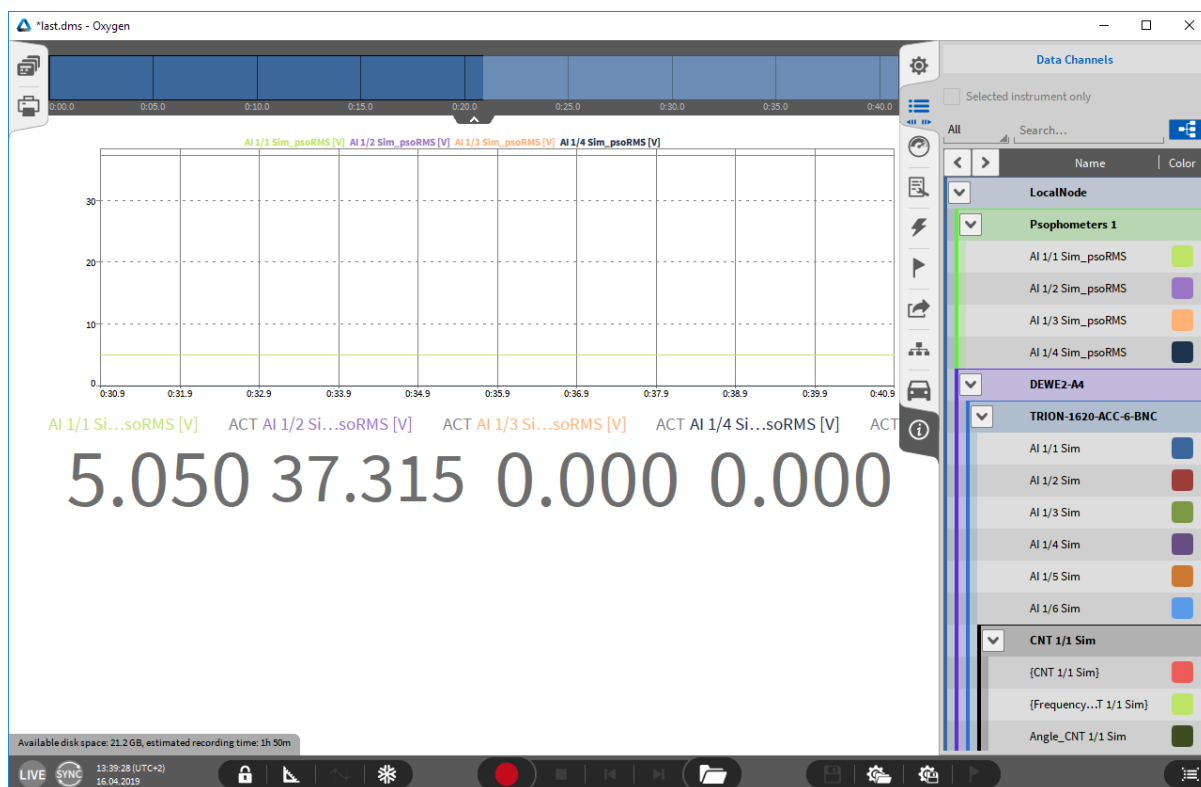 *last.dms - Oxygen
Data Channels
Selected instrument only
All
Search...
Name
Color
0:00.0 0:05.0 0:10.0 0:15.0 0:20.0 0:25.0 0:30.0 0:35.0 0:40.0
AI 1/1 Sim_psoRMS [V] AI 1/2 Sim_psoRMS [V] AI 1/3 Sim_psoRMS [V] AI 1/4 Sim_psoRMS [V]
30
20
10
0
0:30.9 0:31.9 0:32.9 0:33.9 0:34.9 0:35.9 0:36.9 0:37.9 0:38.9 0:39.9 0:40.9
AI 1/1 Si...soRMS [V] ACT AI 1/2 Si...soRMS [V] ACT AI 1/3 Si...soRMS [V] ACT AI 1/4 Si...soRMS [V] ACT
5.050 37.315 0.000 0.000
LocalNode
Psophometers 1
AI 1/1 Sim_psoRMS
AI 1/2 Sim_psoRMS
AI 1/3 Sim_psoRMS
AI 1/4 Sim_psoRMS
DEWE2-A4
TRION-1620-ACC-6-BNC
AI 1/1 Sim
AI 1/2 Sim
AI 1/3 Sim
AI 1/4 Sim
AI 1/5 Sim
AI 1/6 Sim
CNT 1/1 Sim
{CNT 1/1 Sim}
{Frequency...T 1/1 Sim}
Angle_CNT 1/1 Sim
Available disk space: 21.2 GB, estimated recording time: 1h 50m
LIVE
SYNC
13:39:28 (UTC+2)
16.04.2019